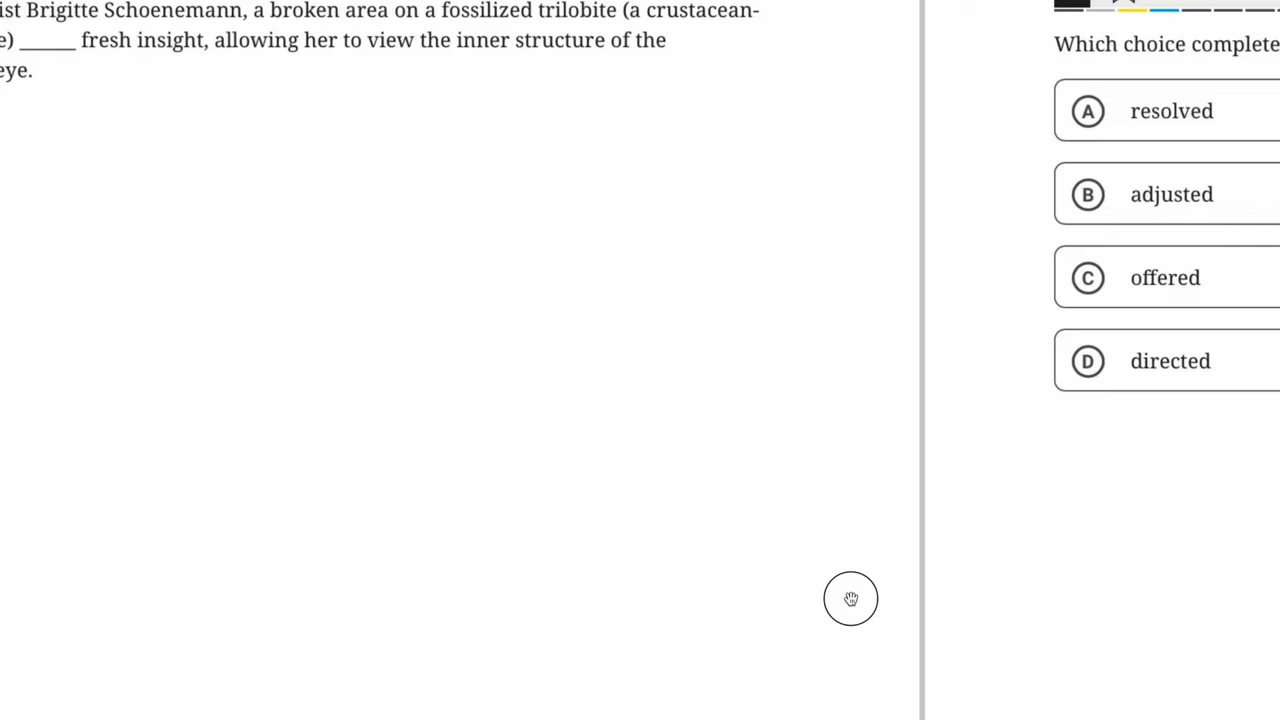 ist Brigitte Schoenemann, a broken area on a fossilized trilobite (a crustacean-
e) _____ fresh insight, allowing her to view the inner structure of the
eye.
Which choice complete
A resolved
B adjusted
C offered
D directed